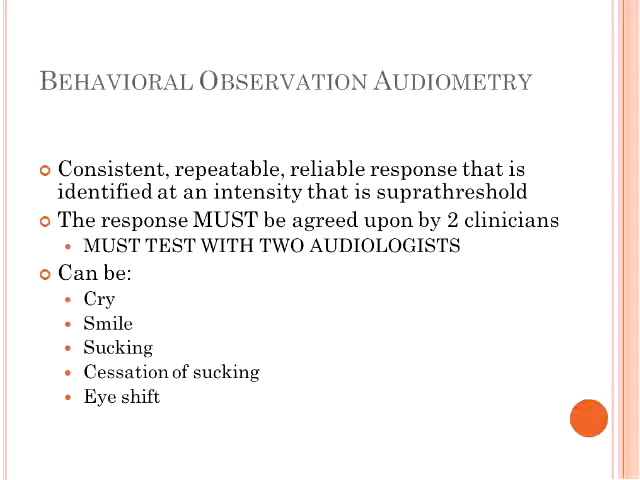 BEHAVIORAL OBSERVATION AUDIOMETRY
Consistent, repeatable, reliable response that is
identified at an intensity that is suprathreshold
The response MUST be agreed upon by 2 clinicians
MUST TEST WITH TWO AUDIOLOGISTS
Can be:
Cry
Smile
Sucking
Cessation of sucking
Eye shift